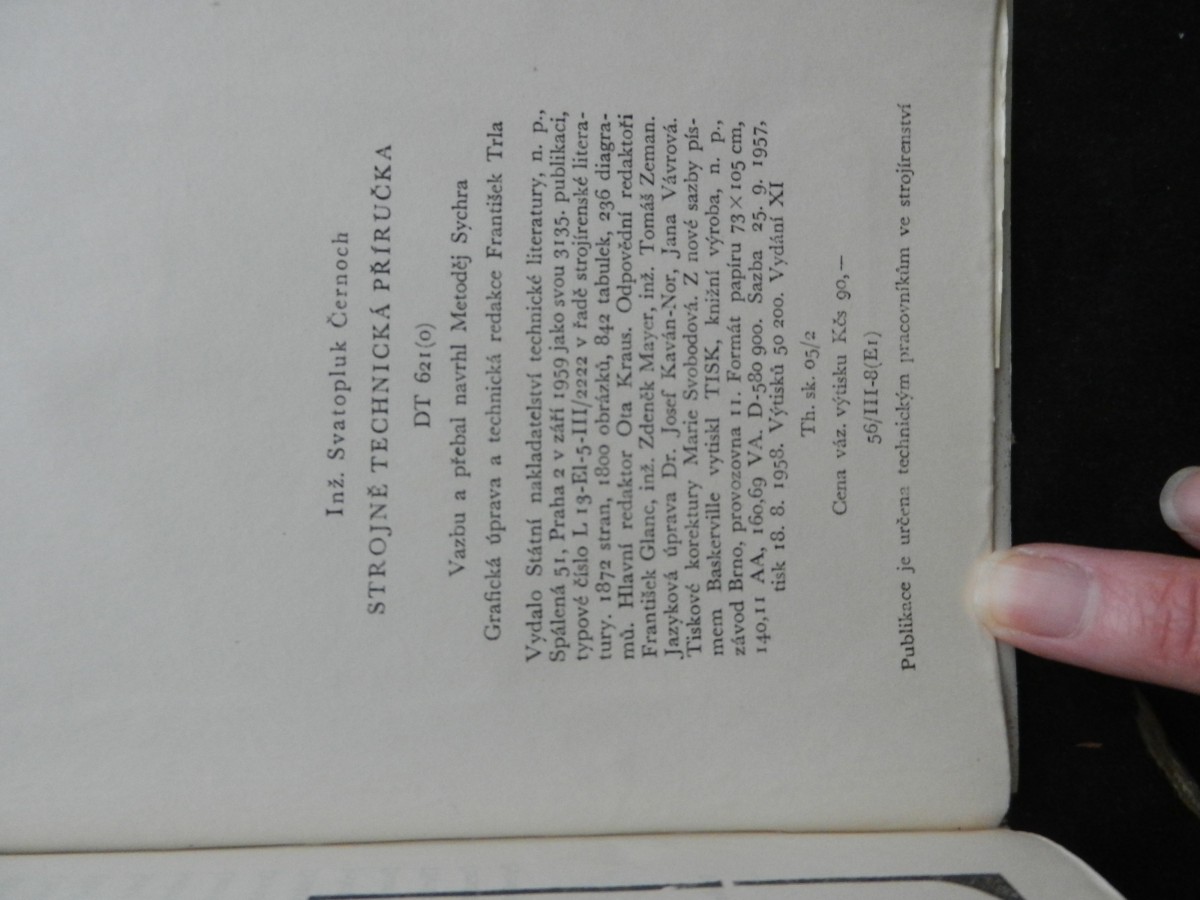 Inž. Svatopluk Černoch
STROJNĚ TECHNICKÁ PŘÍRUČKA
DT 621(0)
Vazbu a přebal navrhl Metoděj Sychra
Grafická úprava a technická redakce František Trla
Vydalo Státní nakladatelství technické literatury, n. p.,
Spálená 51, Praha 2 v září 1959 jako svou 3135. publikaci,
typové číslo L 13-El-5-III/2222 v řadě strojírenské litera-
tury. 1872 stran, 1800 obrázků, 842 tabulek, 236 diagra-
mů. Hlavní redaktor Ota Kraus. Odpovědní redaktoři
František Glanc, inž. Zdeněk Mayer, inž. Tomáš Zeman.
Jazyková úprava Dr. Josef Kaván-Nor, Jana Vávrová.
Tiskové korektury Marie Svobodová. Z nové sazby pís-
mem Baskerville vytiskl TISK, knižní výroba, n. p.,
závod Brno, provozovna 11. Formát papíru 73×105 cm,
140,11 AA, 160,69 VA. D-580 900. Sazba 25. 9. 1957,
tisk 18. 8. 1958. Výtisků 50 200. Vydání XI
Th. sk. 05/2
Cena váz. výtisku Kčs 90,—
56/III-8(E1)
Publikace je určena technickým pracovníkům ve strojírenství